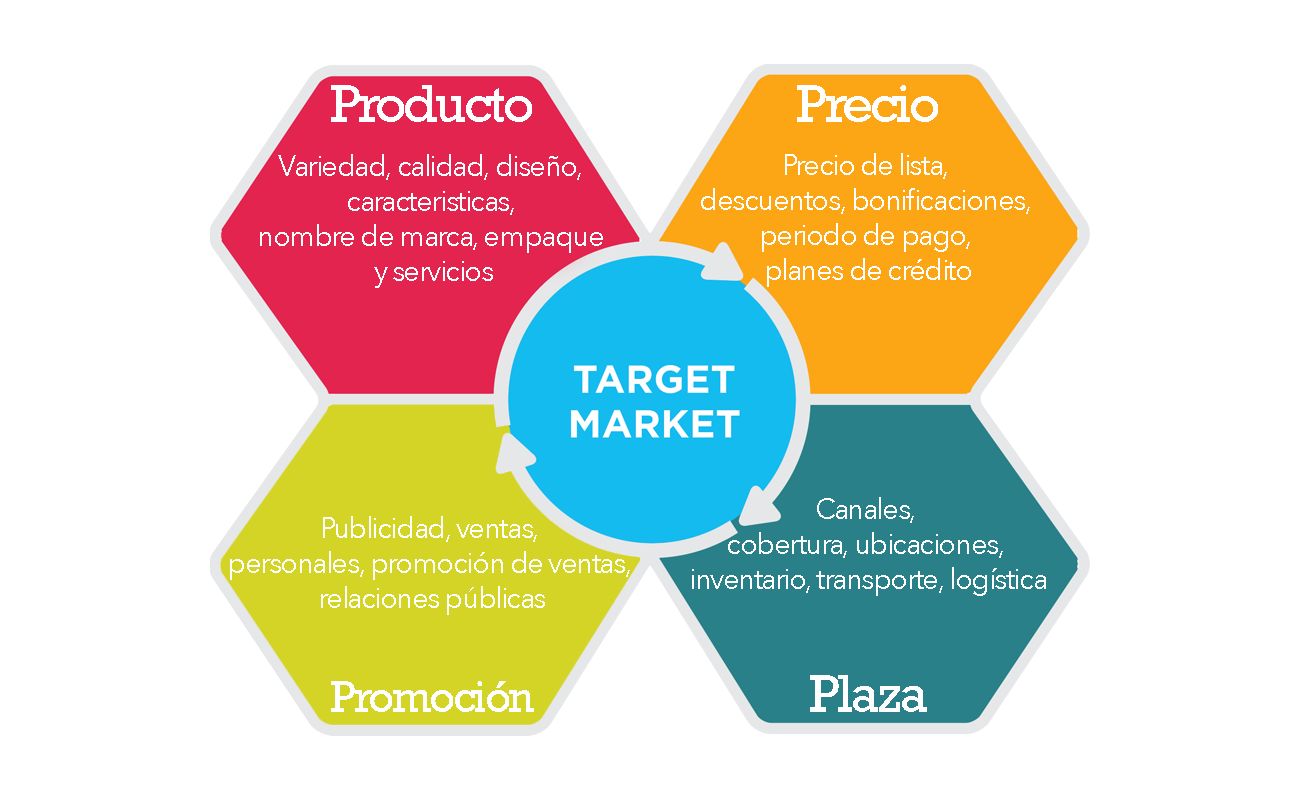 Producto
Variedad, calidad, diseño,
caracteristicas,
nombre de marca, empaque
y servicios
Precio
Precio de lista,
descuentos, bonificaciones,
periodo de pago,
planes de crédito
TARGET
MARKET
Publicidad, ventas,
personales, promoción de ventas,
relaciones públicas
Promoción
Canales,
cobertura, ubicaciones,
inventario, transporte, logística
Plaza